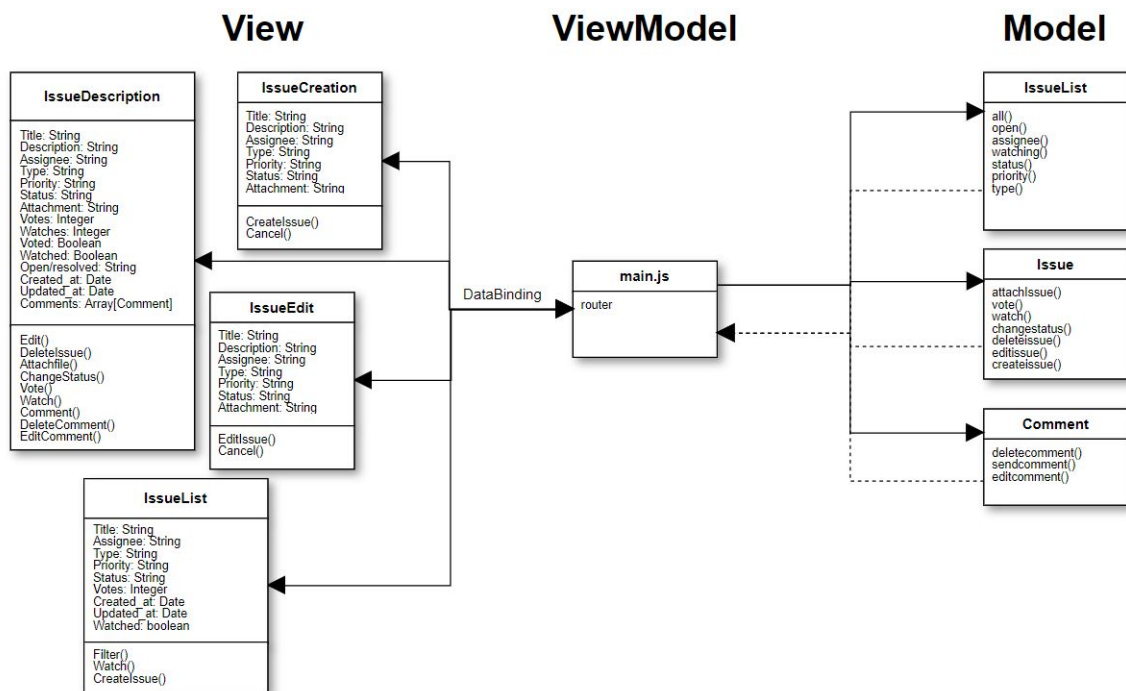 View
ViewModel
Model
IssueDescription
Title: String
Description: String
Assignee: String
Type: String
Priority: String
Status: String
Attachment: String
Votes: Integer
Watches: Integer
Voted: Boolean
Watched: Boolean
Open/resolved: String
Created_at: Date
Updated_at: Date
Comments: Array[Comment]
Edit()
DeleteIssue()
Attachfile()
ChangeStatus()
Vote()
Watch()
Comment()
DeleteComment()
EditComment()
IssueCreation
Title: String
Description: String
Assignee: String
Type: String
Priority: String
Status: String
Attachment: String
CreateIssue()
Cancel()
IssueEdit
Title: String
Description: String
Assignee: String
Type: String
Priority: String
Status: String
Attachment: String
EditIssue()
Cancel()
IssueList
Title: String
Assignee: String
Type: String
Priority: String
Status: String
Votes: Integer
Created_at: Date
Updated_at: Date
Watched: boolean
Filter()
Watch()
CreateIssue()
DataBinding
main.js
router
IssueList
all()
open()
assignee()
watching()
status()
priority()
type()
Issue
attachIssue()
vote()
watch()
changestatus()
deleteissue()
editissue()
createissue()
Comment
deletecomment()
sendcomment()
editcomment()